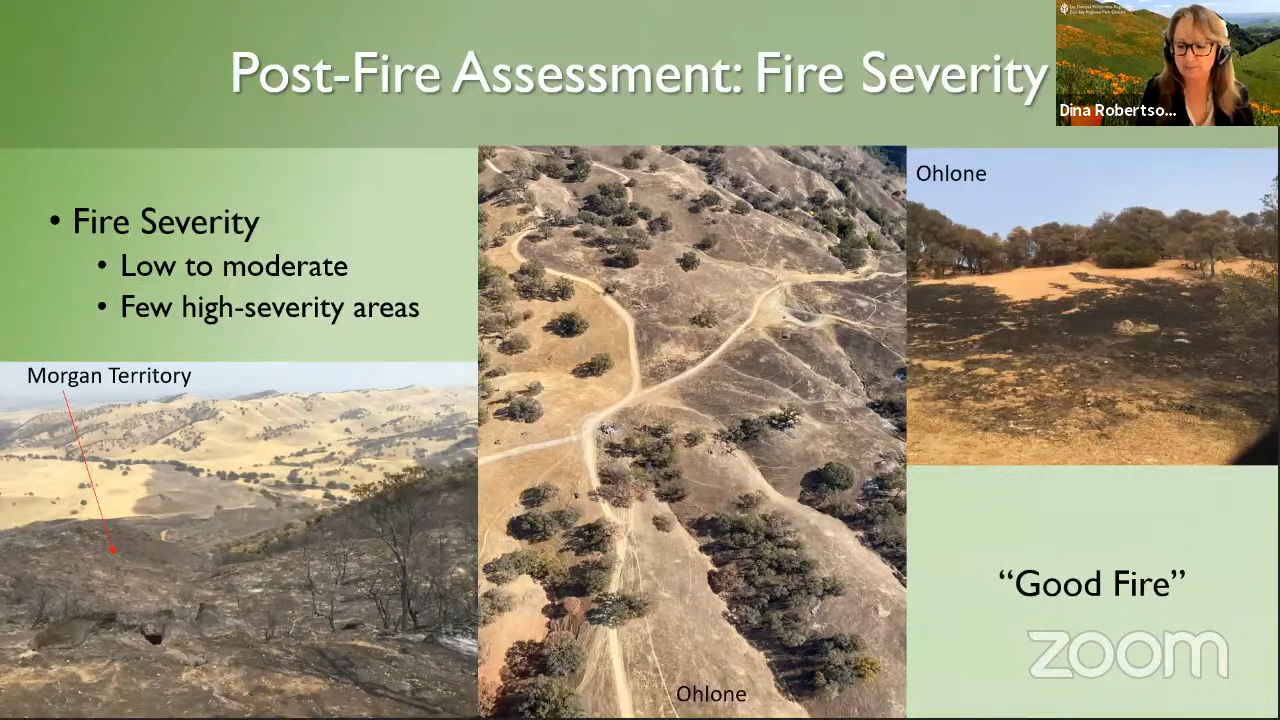 Post-Fire Assessment: Fire Severity
Dina Robertso...
• Fire Severity
• Low to moderate
• Few high-severity areas
Ohlone
Morgan Territory
Ohlone
“Good Fire”
zoom